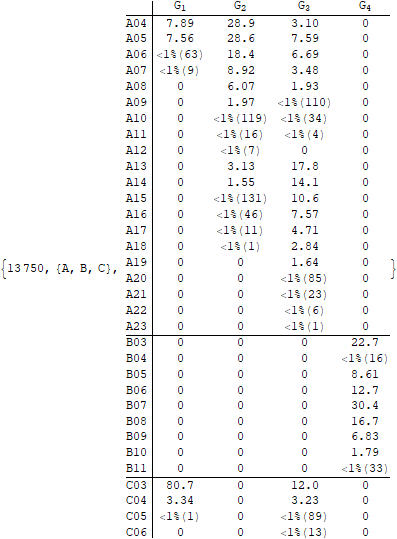 G1 G2 G3 G4
A04 7.89 28.9 3.10 0
A05 7.56 28.6 7.59 0
A06 <1%(63) 18.4 6.69 0
A07 <1%(9) 8.92 3.48 0
A08 0 6.07 1.93 0
A09 0 1.97 <1%(110) 0
A10 0 <1%(119) <1%(34) 0
A11 0 <1%(16) <1%(4) 0
A12 0 <1%(7) 0 0
A13 0 3.13 17.8 0
A14 0 1.55 14.1 0
A15 0 <1%(131) 10.6 0
A16 0 <1%(46) 7.57 0
A17 0 <1%(11) 4.71 0
A18 0 <1%(1) 2.84 0
{13750, {A, B, C}, A19 0 0 1.64 0 }
A20 0 0 <1%(85) 0
A21 0 0 <1%(23) 0
A22 0 0 <1%(6) 0
A23 0 0 <1%(1) 0
B03 0 0 0 22.7
B04 0 0 0 <1%(16)
B05 0 0 0 8.61
B06 0 0 0 12.7
B07 0 0 0 30.4
B08 0 0 0 16.7
B09 0 0 0 6.83
B10 0 0 0 1.79
B11 0 0 0 <1%(33)
C03 80.7 0 12.0 0
C04 3.34 0 3.23 0
C05 <1%(1) 0 <1%(89) 0
C06 0 0 <1%(13) 0